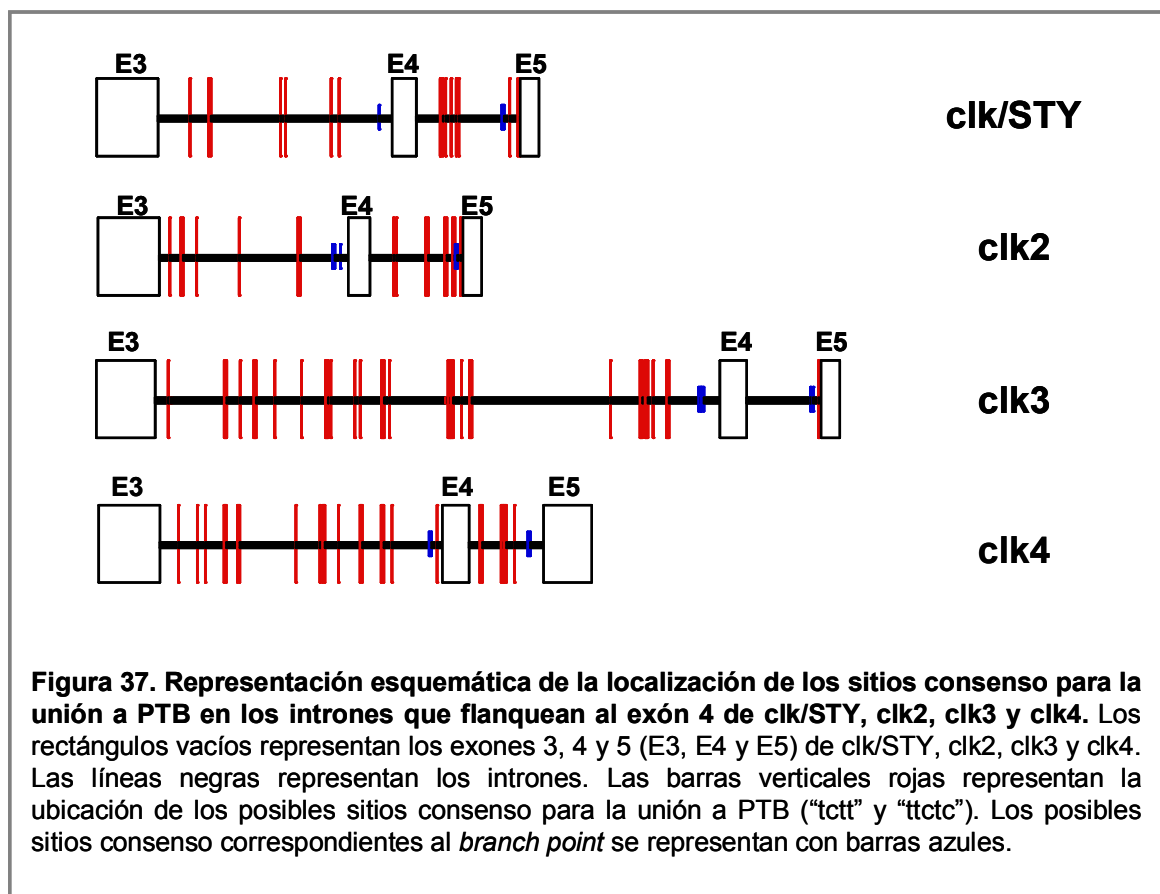 E3 E4 E5
clk/STY
E3 E4 E5
clk2
E3 E4 E5
clk3
E3 E4 E5
clk4
Figura 37. Representación esquemática de la localización de los sitios consenso para la
unión a PTB en los intrones que flanquean al exón 4 de clk/STY, clk2, clk3 y clk4. Los
rectángulos vacíos representan los exones 3, 4 y 5 (E3, E4 y E5) de clk/STY, clk2, clk3 y clk4.
Las líneas negras representan los intrones. Las barras verticales rojas representan la
ubicación de los posibles sitios consenso para la unión a PTB (“tctt” y “ttctc”). Los posibles
sitios consenso correspondientes al branch point se representan con barras azules.